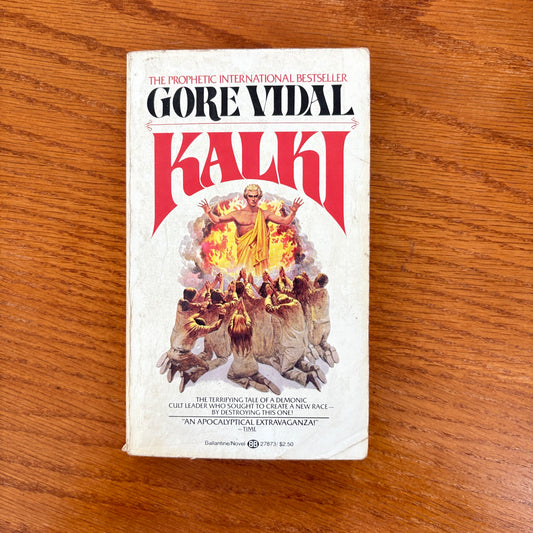 THE PROPHETIC INTERNATIONAL BESTSELLER
GORE VIDAL
KALKI
THE TERRIFYING TALE OF A DEMONIC
CULT LEADER WHO SOUGHT TO CREATE A NEW RACE—
BY DESTROYING THIS ONE!
"AN APOCALYPTICAL EXTRAVAGANZA!"
—TIME
Ballantine/Novel BB 27873/$2.50